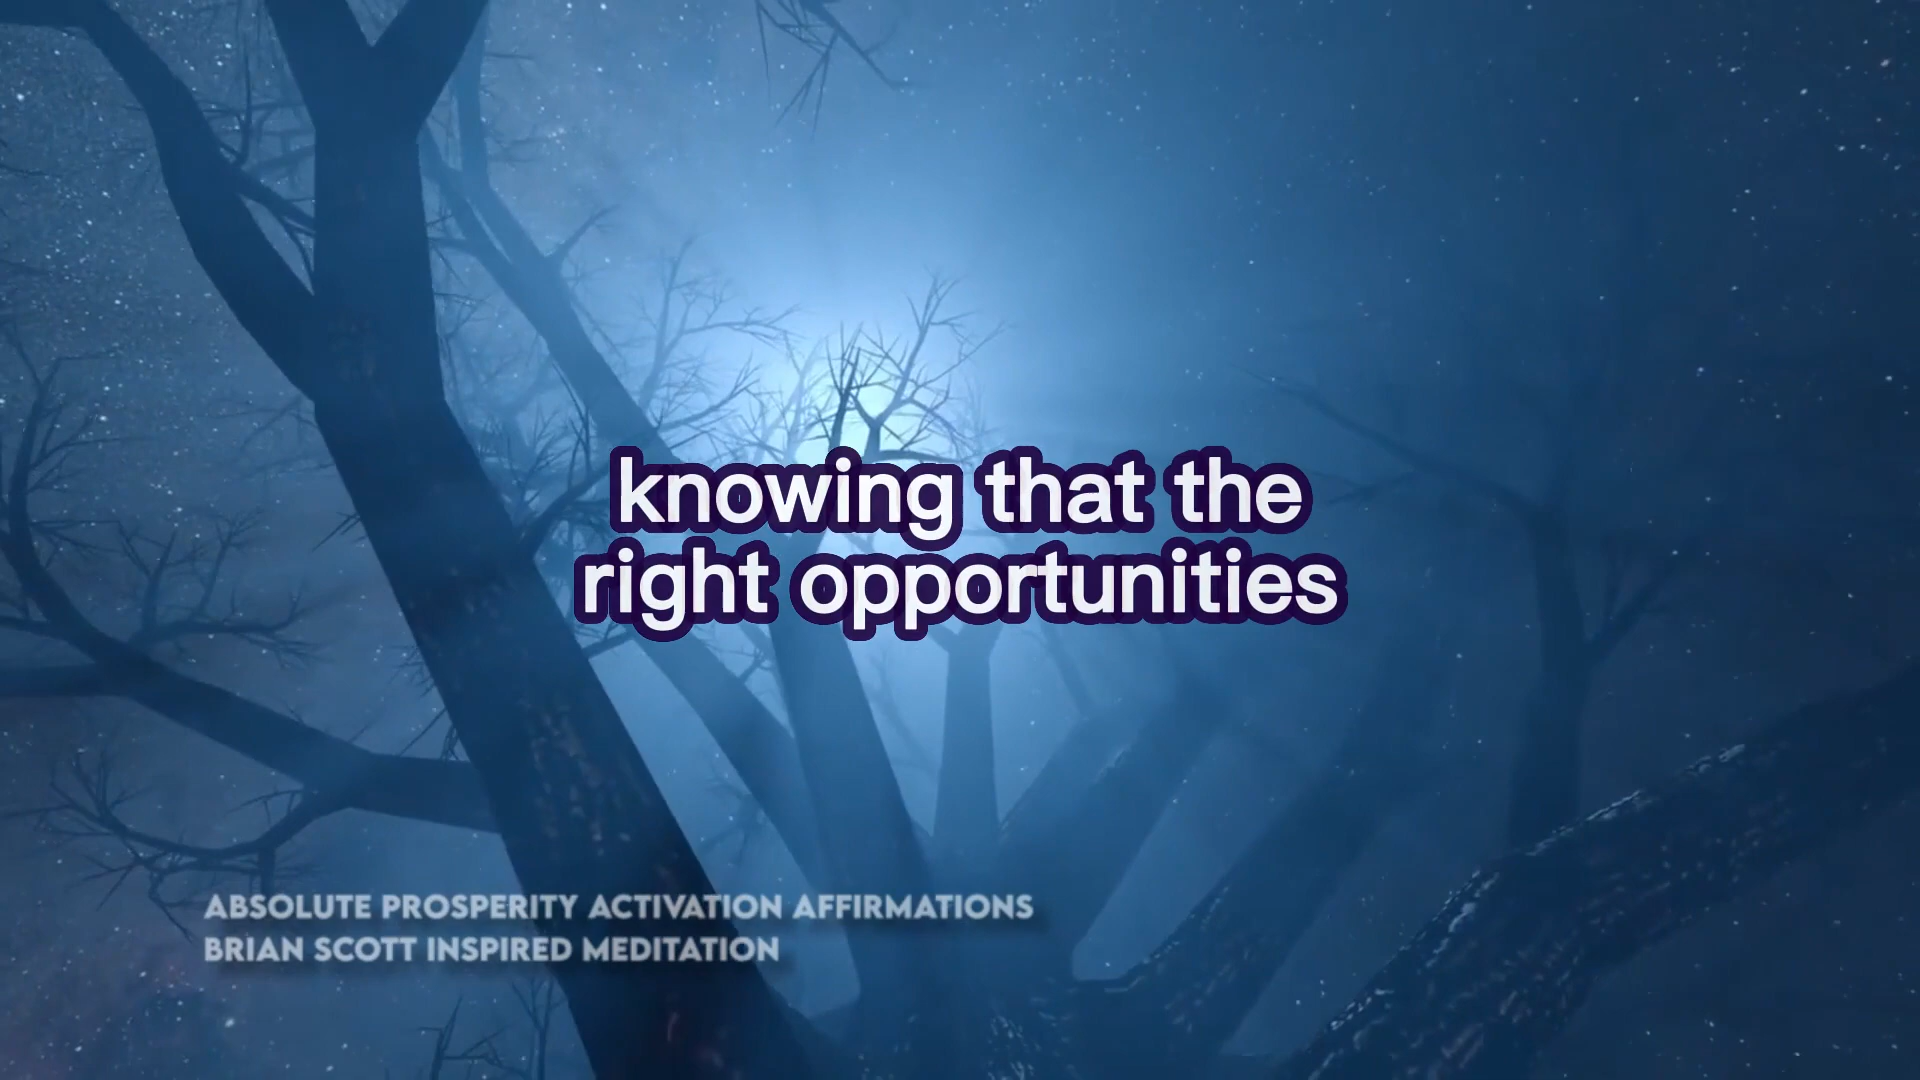 knowing that the
right opportunities
ABSOLUTE PROSPERITY ACTIVATION AFFIRMATIONS
BRIAN SCOTT INSPIRED MEDITATION